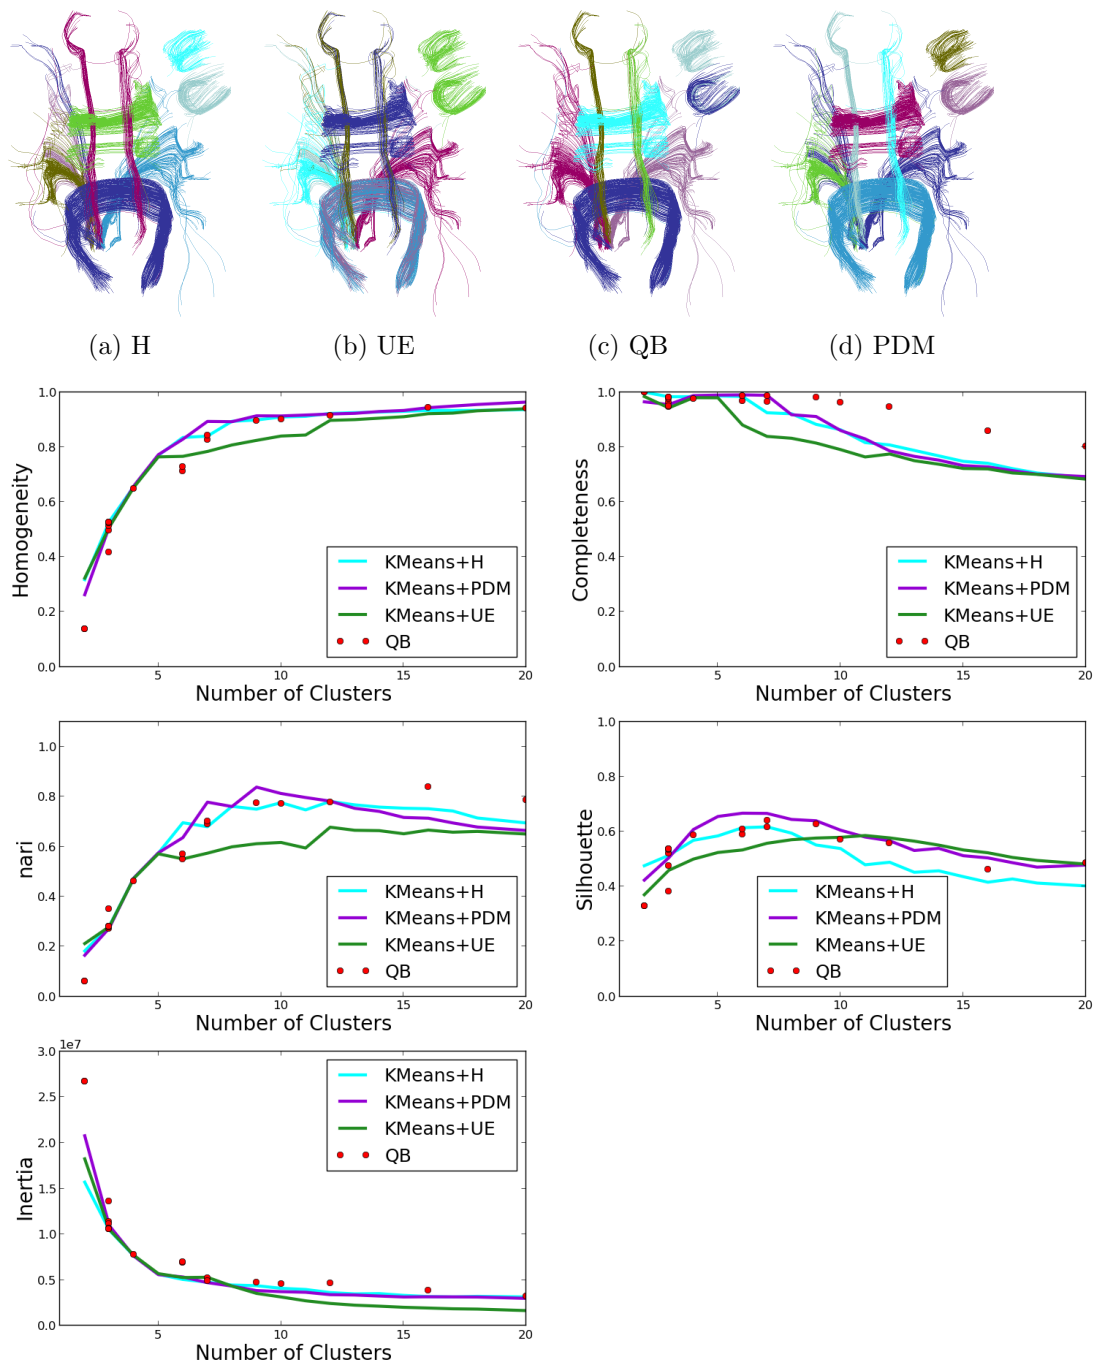 (a) H
(b) UE
(c) QB
(d) PDM
1.0
0.8
0.6
0.4
0.2
0.0
Homogeneity
KMeans+H
KMeans+PDM
KMeans+UE
QB
5
10
15
20
Number of Clusters
1.0
0.8
0.6
0.4
0.2
0.0
Completeness
KMeans+H
KMeans+PDM
KMeans+UE
QB
5
10
15
20
Number of Clusters
1.0
0.8
0.6
0.4
0.2
0.0
nari
KMeans+H
KMeans+PDM
KMeans+UE
QB
5
10
15
20
Number of Clusters
1.0
0.8
0.6
0.4
0.2
0.0
Silhouette
KMeans+H
KMeans+PDM
KMeans+UE
QB
5
10
15
20
Number of Clusters
1e7
3.0
2.5
2.0
1.5
1.0
0.5
0.0
Inertia
KMeans+H
KMeans+PDM
KMeans+UE
QB
5
10
15
20
Number of Clusters